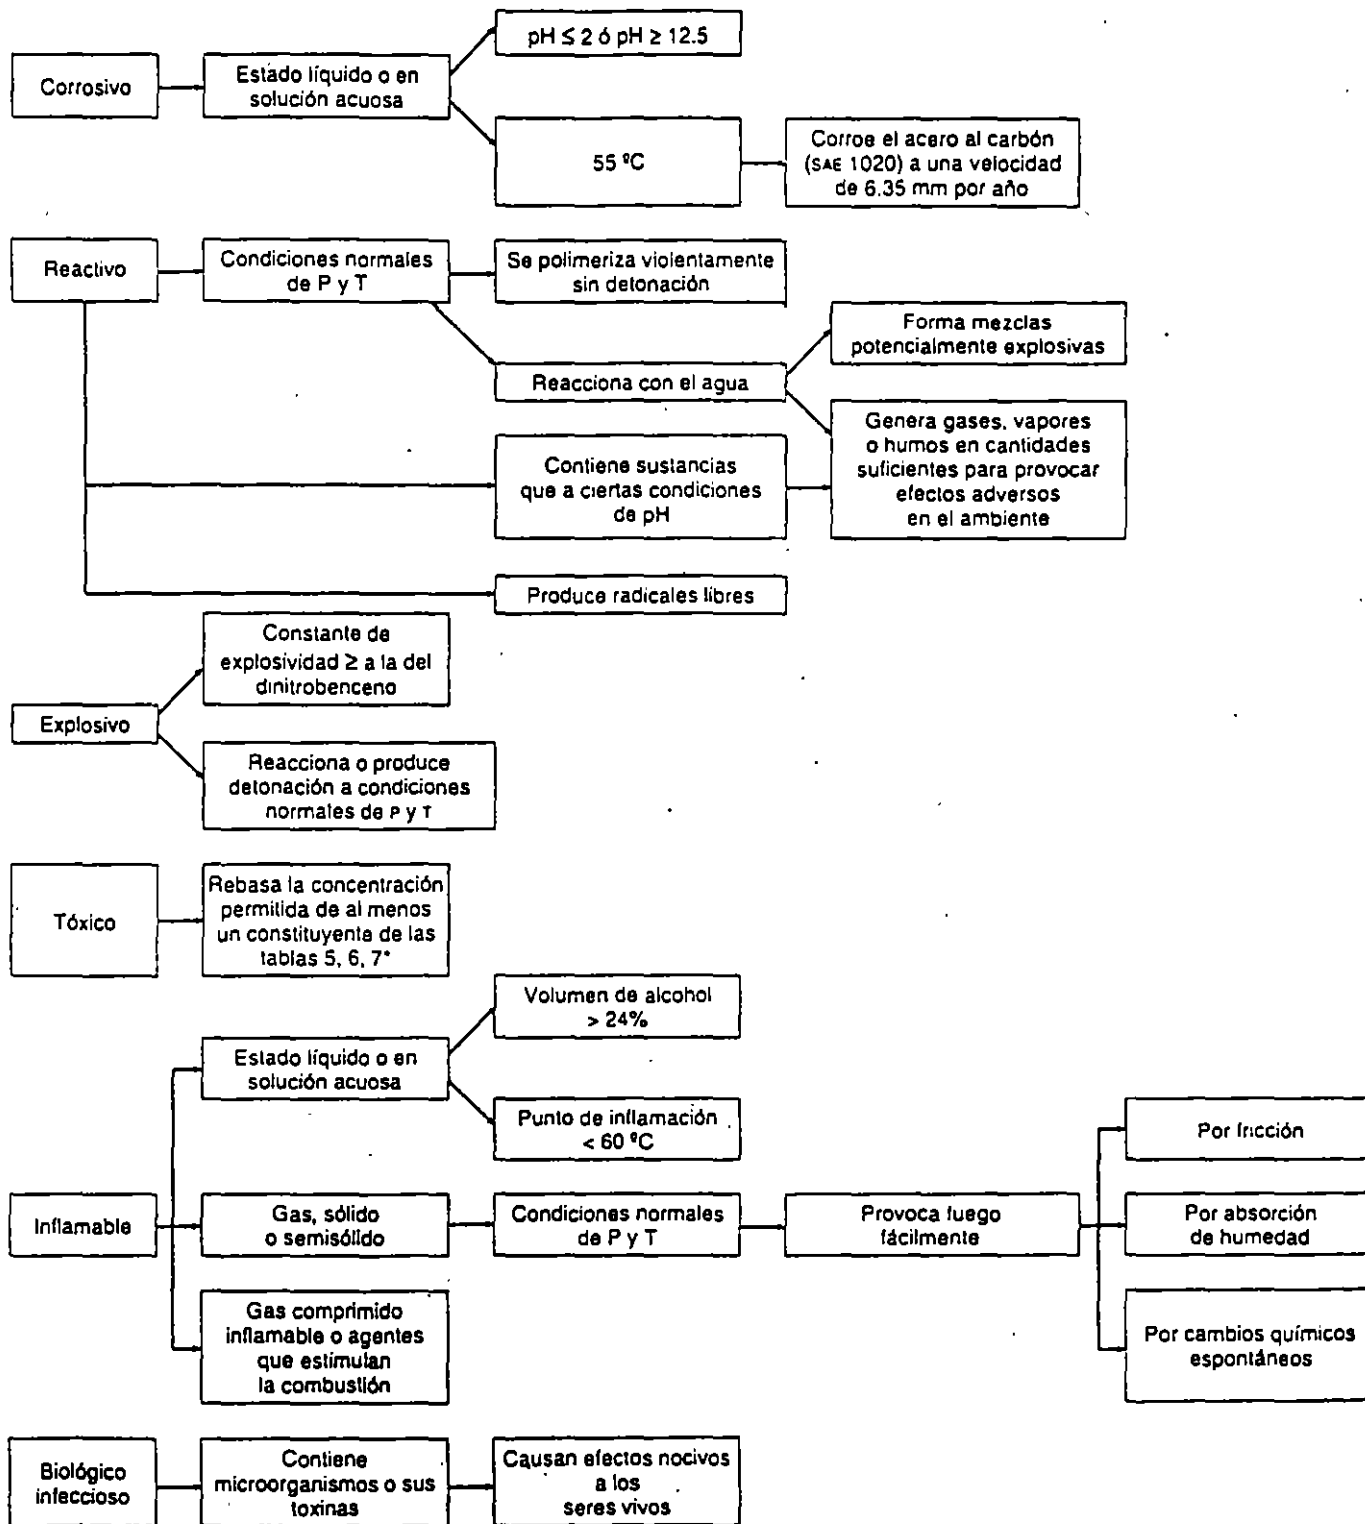 pH ≤ 2 ó pH ≥ 12.5
Corrosivo
Estado líquido o en
solución acuosa
55 ºC
Corroe el acero al carbón
(SAE 1020) a una velocidad
de 6.35 mm por año
Reactivo
Condiciones normales
de P y T
Se polimeriza violentamente
sin detonación
Forma mezclas
potencialmente explosivas
Reacciona con el agua
Genera gases, vapores
o humos en cantidades
suficientes para provocar
efectos adversos
en el ambiente
Contiene sustancias
que a ciertas condiciones
de pH
Produce radicales libres
Constante de
explosividad ≥ a la del
dinitrobenceno
Explosivo
Reacciona o produce
detonación a condiciones
normales de P y T
Tóxico
Rebasa la concentración
permitida de al menos
un constituyente de las
tablas 5, 6, 7*
Volumen de alcohol
> 24%
Estado líquido o en
solución acuosa
Punto de inflamación
< 60 ºC
Por fricción
Inflamable
Gas, sólido
o semisólido
Condiciones normales
de P y T
Provoca fuego
fácilmente
Por absorción
de humedad
Gas comprimido
inflamable o agentes
que estimulan
la combustión
Por cambios químicos
espontáneos
Biológico
infeccioso
Contiene
microorganismos o sus
toxinas
Causan efectos nocivos
a los
seres vivos